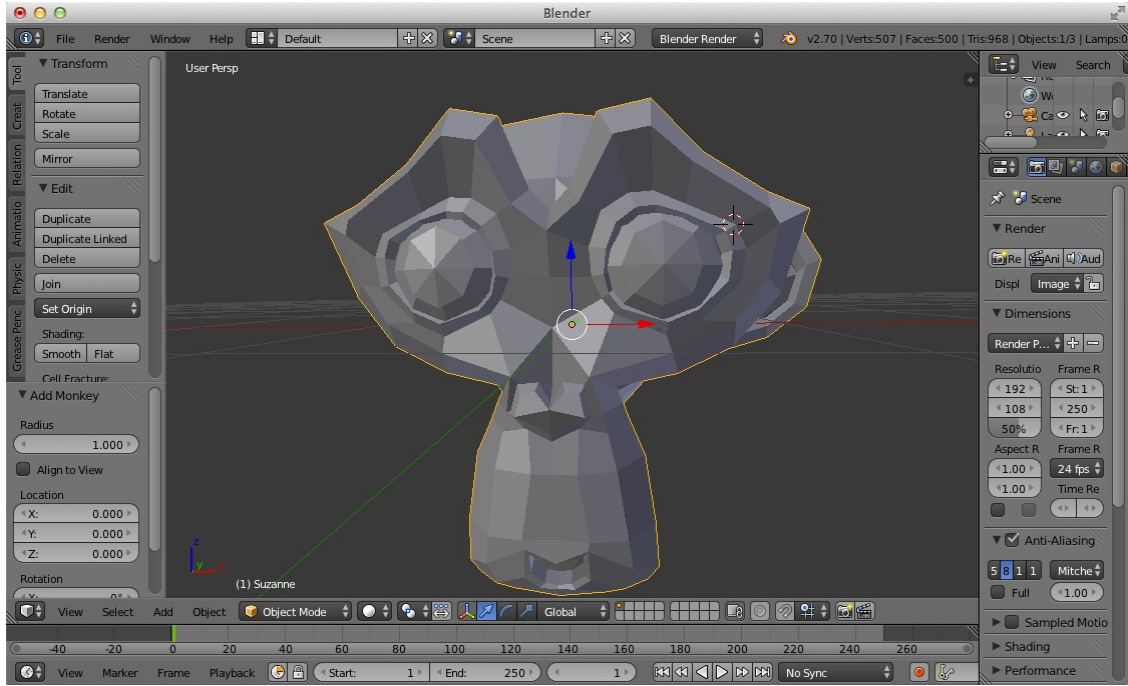 Blender
File Render Window Help Default Scene Blender Render v2.70 | Verts:507 | Faces:500 | Tris:968 | Objects:1/3 | Lamps:0
Tool
Creat
Relation
Animatio
Physic
Grease Penc
Transform
Translate
Rotate
Scale
Mirror
Edit
Duplicate
Duplicate Linked
Delete
Join
Set Origin
Shading:
Smooth Flat
Cell Fracture:
Add Monkey
Radius
1.000
Align to View
Location
X: 0.000
Y: 0.000
Z: 0.000
Rotation
X: 0°
User Persp
z
y
x
(1) Suzanne
View Select Add Object Object Mode Global
View Search
Ca
Scene
Render
Re Ani Aud
Displ Image
Dimensions
Render P...
Resolutio Frame R
192 St: 1
108 250
50% Fr: 1
Aspect R Frame R
1.00 24 fps
1.00 Time Re
Anti-Aliasing
5 8 1 1 Mitche
Full 1.00
Sampled Motio
Shading
Performance
-40 -20 0 20 40 60 80 100 120 140 160 180 200 220 240 260
View Marker Frame Playback Start: 1 End: 250 1 No Sync